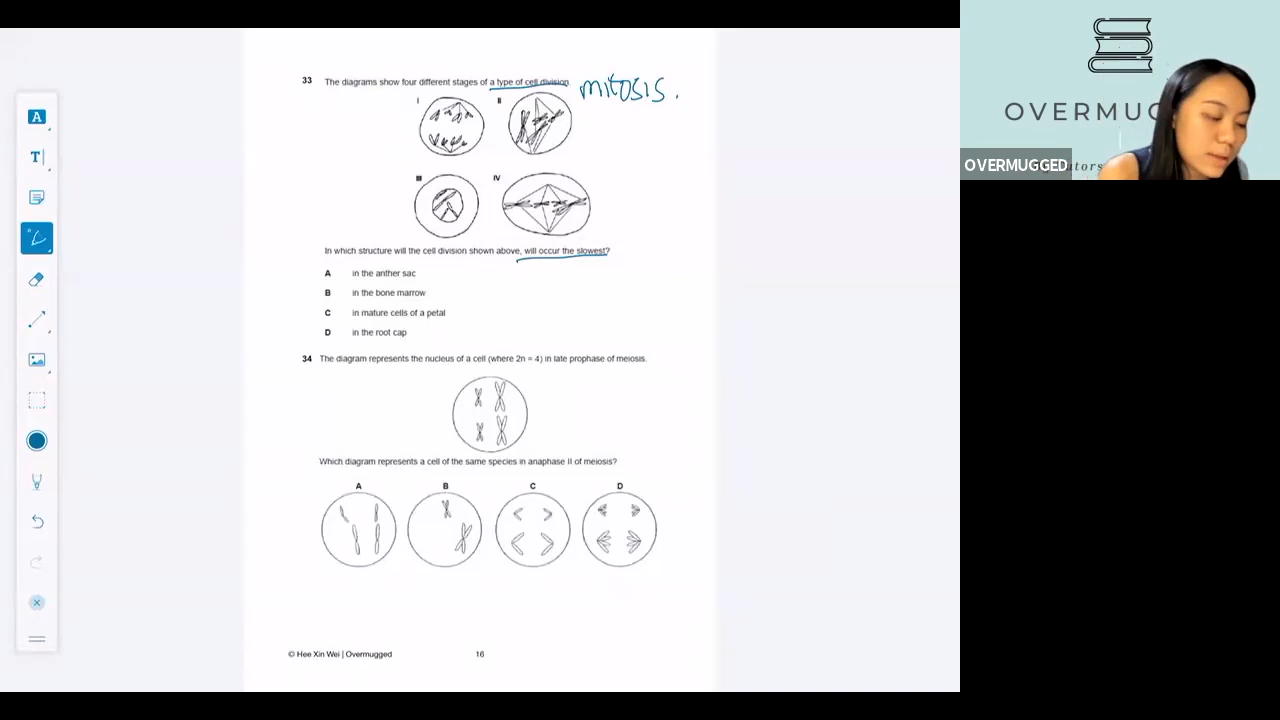 33 The diagrams show four different stages of a type of cell division. mitosis.
I II
III IV
In which structure will the cell division shown above, will occur the slowest?
A in the anther sac
B in the bone marrow
C in mature cells of a petal
D in the root cap
34 The diagram represents the nucleus of a cell (where 2n = 4) in late prophase of meiosis.
Which diagram represents a cell of the same species in anaphase II of meiosis?
A B C D
© Hee Xin Wei | Overmugged
16
A
T
OVERMUG
OVERMUGGED
utors